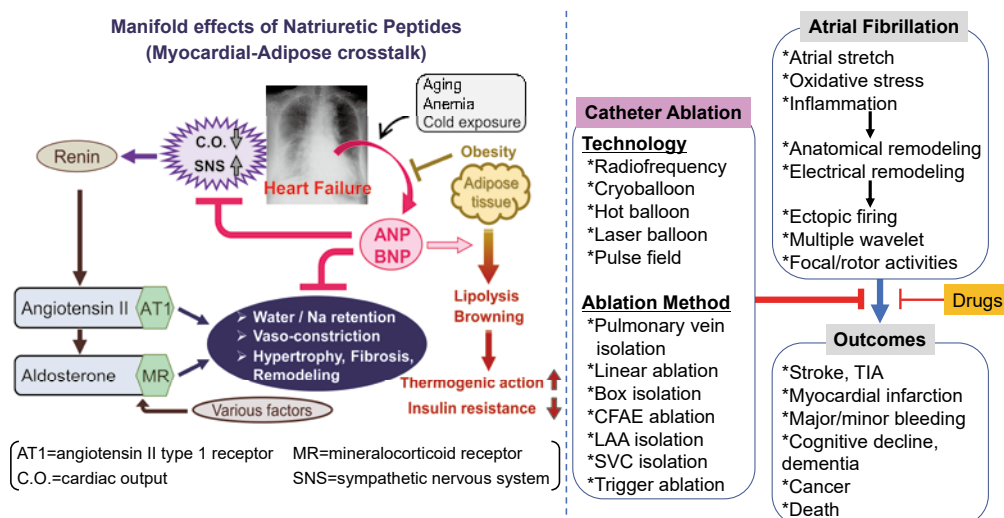 Manifold effects of Natriuretic Peptides
(Myocardial-Adipose crosstalk)
Aging
Anemia
Cold exposure
C.O.
SNS
Renin
Heart Failure
Obesity
Adipose
tissue
ANP
BNP
Angiotensin II
AT1
Aldosterone
MR
Various factors
➢ Water / Na retention
➢ Vaso-constriction
➢ Hypertrophy, Fibrosis,
Remodeling
Lipolysis
Browning
Thermogenic action
Insulin resistance
AT1=angiotensin II type 1 receptor MR=mineralocorticoid receptor
C.O.=cardiac output SNS=sympathetic nervous system
Catheter Ablation
Technology
*Radiofrequency
*Cryoballoon
*Hot balloon
*Laser balloon
*Pulse field
Ablation Method
*Pulmonary vein
isolation
*Linear ablation
*Box isolation
*CFAE ablation
*LAA isolation
*SVC isolation
*Trigger ablation
Atrial Fibrillation
*Atrial stretch
*Oxidative stress
*Inflammation
*Anatomical remodeling
*Electrical remodeling
*Ectopic firing
*Multiple wavelet
*Focal/rotor activities
Drugs
Outcomes
*Stroke, TIA
*Myocardial infarction
*Major/minor bleeding
*Cognitive decline,
dementia
*Cancer
*Death